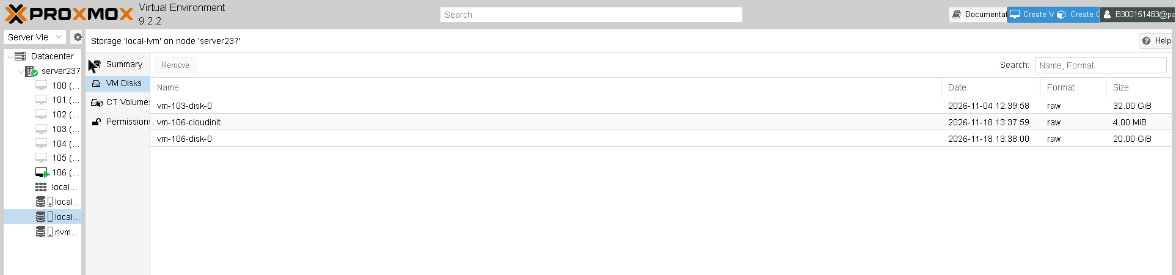 PROXMOX Virtual Environment 9.2.2
Search
Documentat
Create V
Create C
B300151483@pa
Server Vie
Storage 'local-lvm' on node 'server237'
Help
Datacenter
server237
100 (...
101 (...
102 (...
103 (...
104 (...
105 (...
106 (...
local...
local...
local...
nvm...
Summary
VM Disks
CT Volumes
Permissions
Remove
Search: Name, Format
Name Date Format Size
vm-103-disk-0 2026-11-04 12:39:58 raw 32.00 GiB
vm-106-cloudinit 2026-11-18 13:37:59 raw 4.00 MiB
vm-106-disk-0 2026-11-18 13:38:00 raw 20.00 GiB